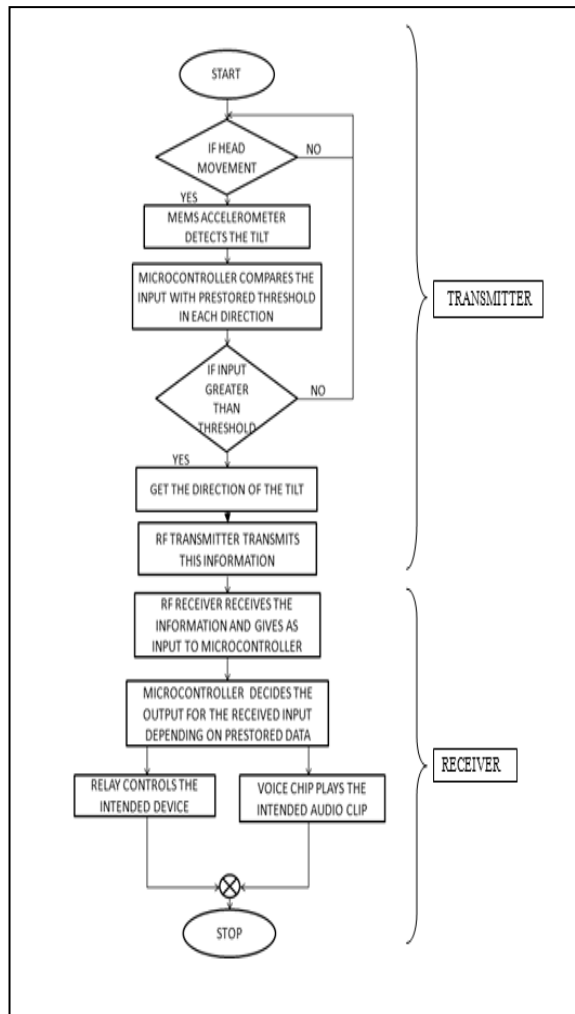 START
IF HEAD
MOVEMENT
NO
YES
MEMS ACCELEROMETER
DETECTS THE TILT
MICROCONTROLLER COMPARES THE
INPUT WITH PRESTORED THRESHOLD
IN EACH DIRECTION
TRANSMITTER
IF INPUT
GREATER
THAN
THRESHOLD
NO
YES
GET THE DIRECTION OF THE TILT
RF TRANSMITTER TRANSMITS
THIS INFORMATION
RF RECEIVER RECEIVES THE
INFORMATION AND GIVES AS
INPUT TO MICROCONTROLLER
MICROCONTROLLER DECIDES THE
OUTPUT FOR THE RECEIVED INPUT
DEPENDING ON PRESTORED DATA
RECEIVER
RELAY CONTROLS THE
INTENDED DEVICE
VOICE CHIP PLAYS THE
INTENDED AUDIO CLIP
STOP